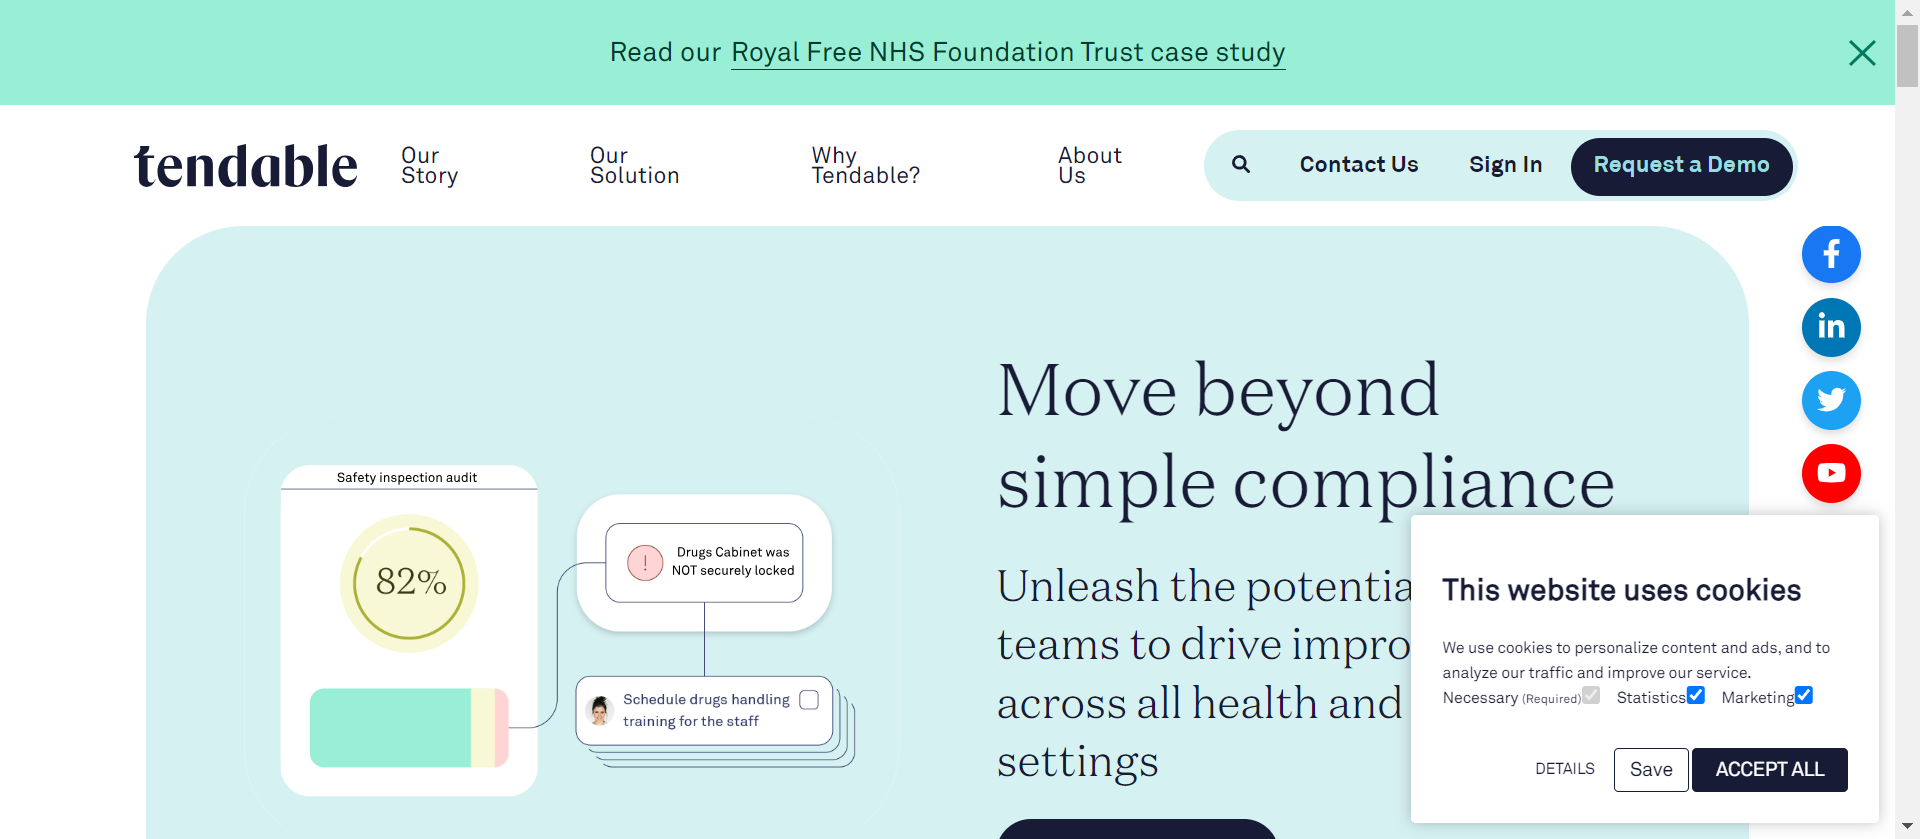 Read our Royal Free NHS Foundation Trust case study
tendable
Our
Story
Our
Solution
Why
Tendable?
About
Us
Contact Us
Sign In
Request a Demo
Safety inspection audit
82%
!
Drugs Cabinet was
NOT securely locked
Schedule drugs handling
training for the staff
Move beyond
simple compliance
Unleash the potentia
teams to drive impro
across all health and
settings
f
in
This website uses cookies
We use cookies to personalize content and ads, and to
analyze our traffic and improve our service.
Necessary (Required) Statistics Marketing
DETAILS
Save
ACCEPT ALL